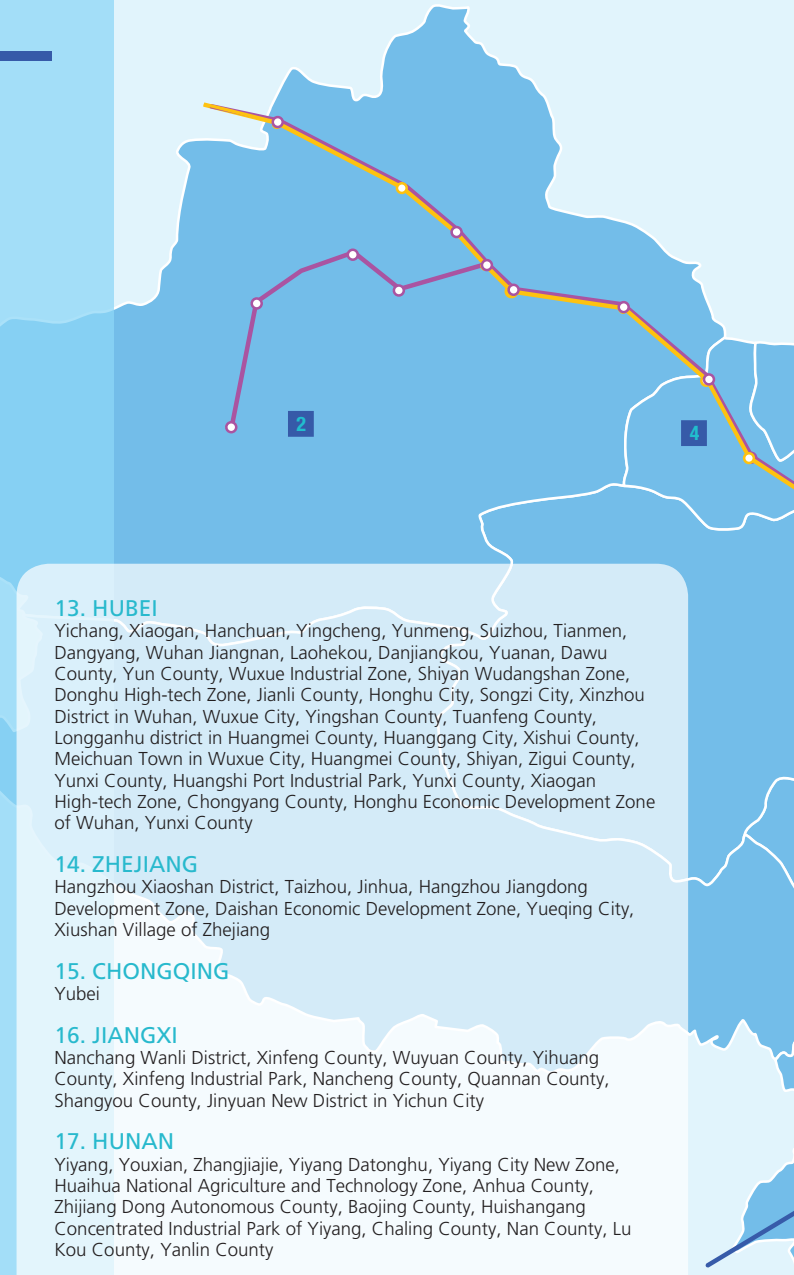 2
4
13. HUBEI
Yichang, Xiaogan, Hanchuan, Yingcheng, Yunmeng, Suizhou, Tianmen,
Dangyang, Wuhan Jiangnan, Laohekou, Danjiangkou, Yuanan, Dawu
County, Yun County, Wuxue Industrial Zone, Shiyan Wudangshan Zone,
Donghu High-tech Zone, Jianli County, Honghu City, Songzi City, Xinzhou
District in Wuhan, Wuxue City, Yingshan County, Tuanfeng County,
Longganhu district in Huangmei County, Huanggang City, Xishui County,
Meichuan Town in Wuxue City, Huangmei County, Shiyan, Zigui County,
Yunxi County, Huangshi Port Industrial Park, Yunxi County, Xiaogan
High-tech Zone, Chongyang County, Honghu Economic Development Zone
of Wuhan, Yunxi County
14. ZHEJIANG
Hangzhou Xiaoshan District, Taizhou, Jinhua, Hangzhou Jiangdong
Development Zone, Daishan Economic Development Zone, Yueqing City,
Xiushan Village of Zhejiang
15. CHONGQING
Yubei
16. JIANGXI
Nanchang Wanli District, Xinfeng County, Wuyuan County, Yihuang
County, Xinfeng Industrial Park, Nancheng County, Quannan County,
Shangyou County, Jinyuan New District in Yichun City
17. HUNAN
Yiyang, Youxian, Zhangjiajie, Yiyang Datonghu, Yiyang City New Zone,
Huaihua National Agriculture and Technology Zone, Anhua County,
Zhijiang Dong Autonomous County, Baojing County, Huishangang
Concentrated Industrial Park of Yiyang, Chaling County, Nan County, Lu
Kou County, Yanlin County